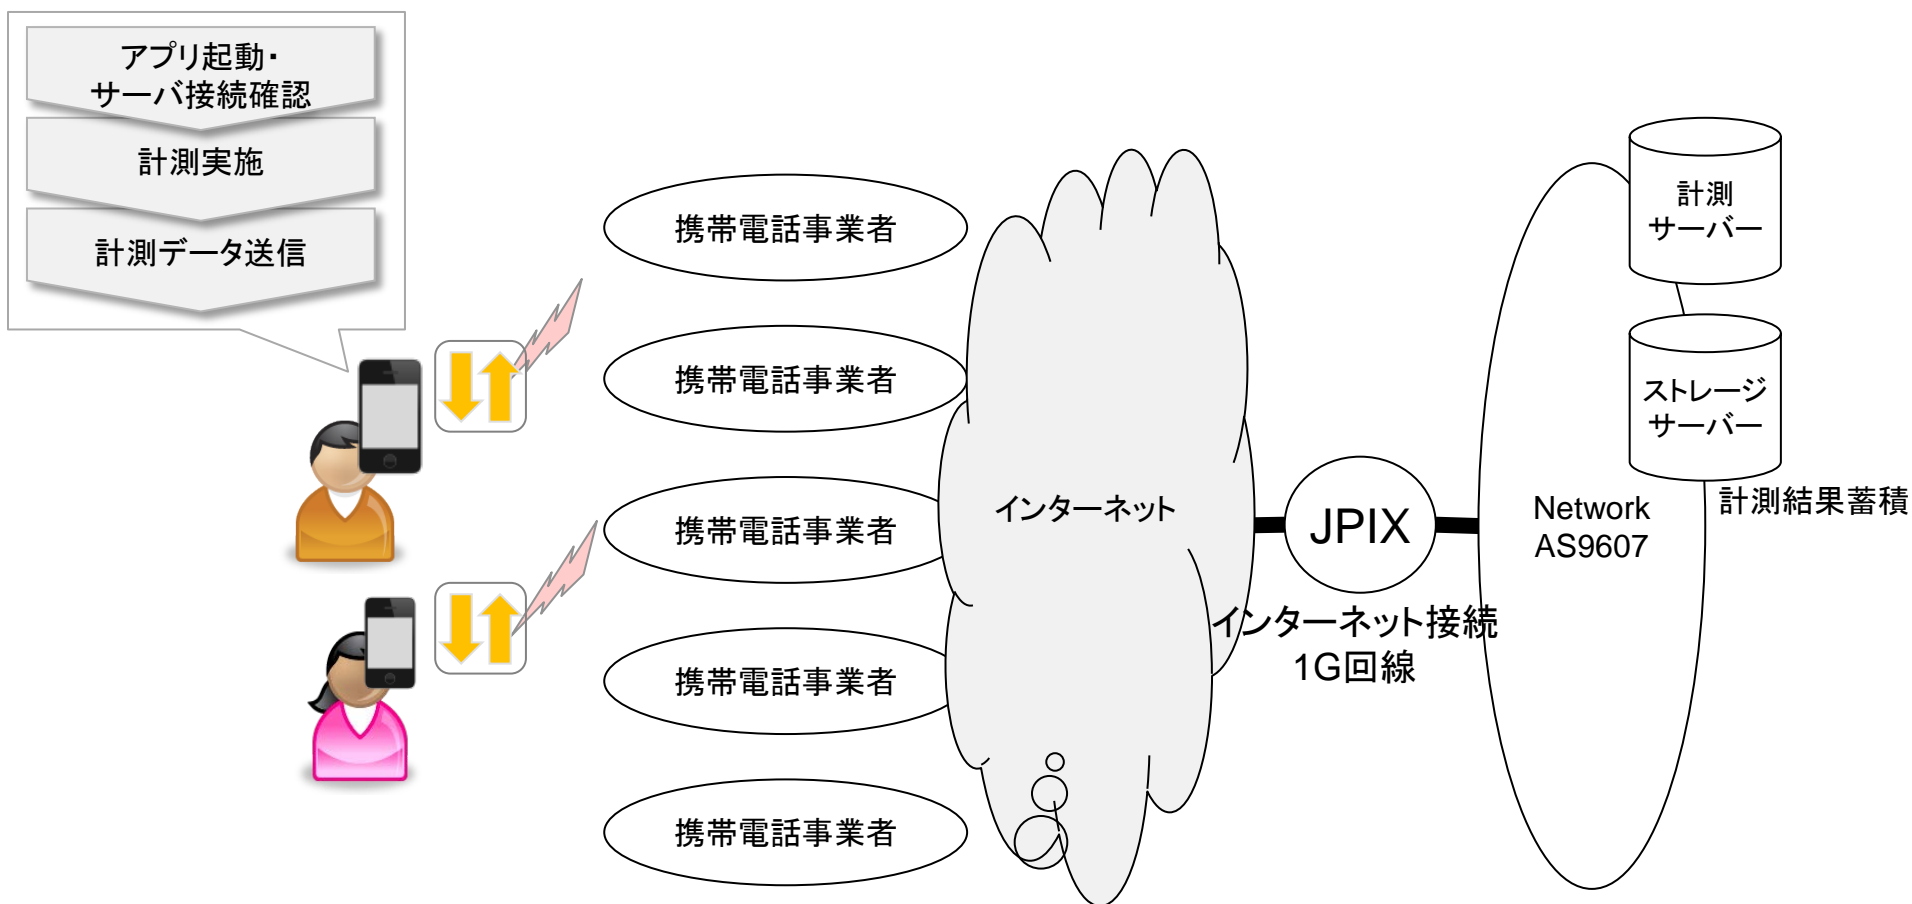 アプリ起動・
サーバ接続確認
計測実施
計測データ送信
携帯電話事業者
携帯電話事業者
携帯電話事業者
携帯電話事業者
携帯電話事業者
インターネット
JPIX
インターネット接続
1G回線
Network
AS9607
計測
サーバー
ストレージ
サーバー
計測結果蓄積